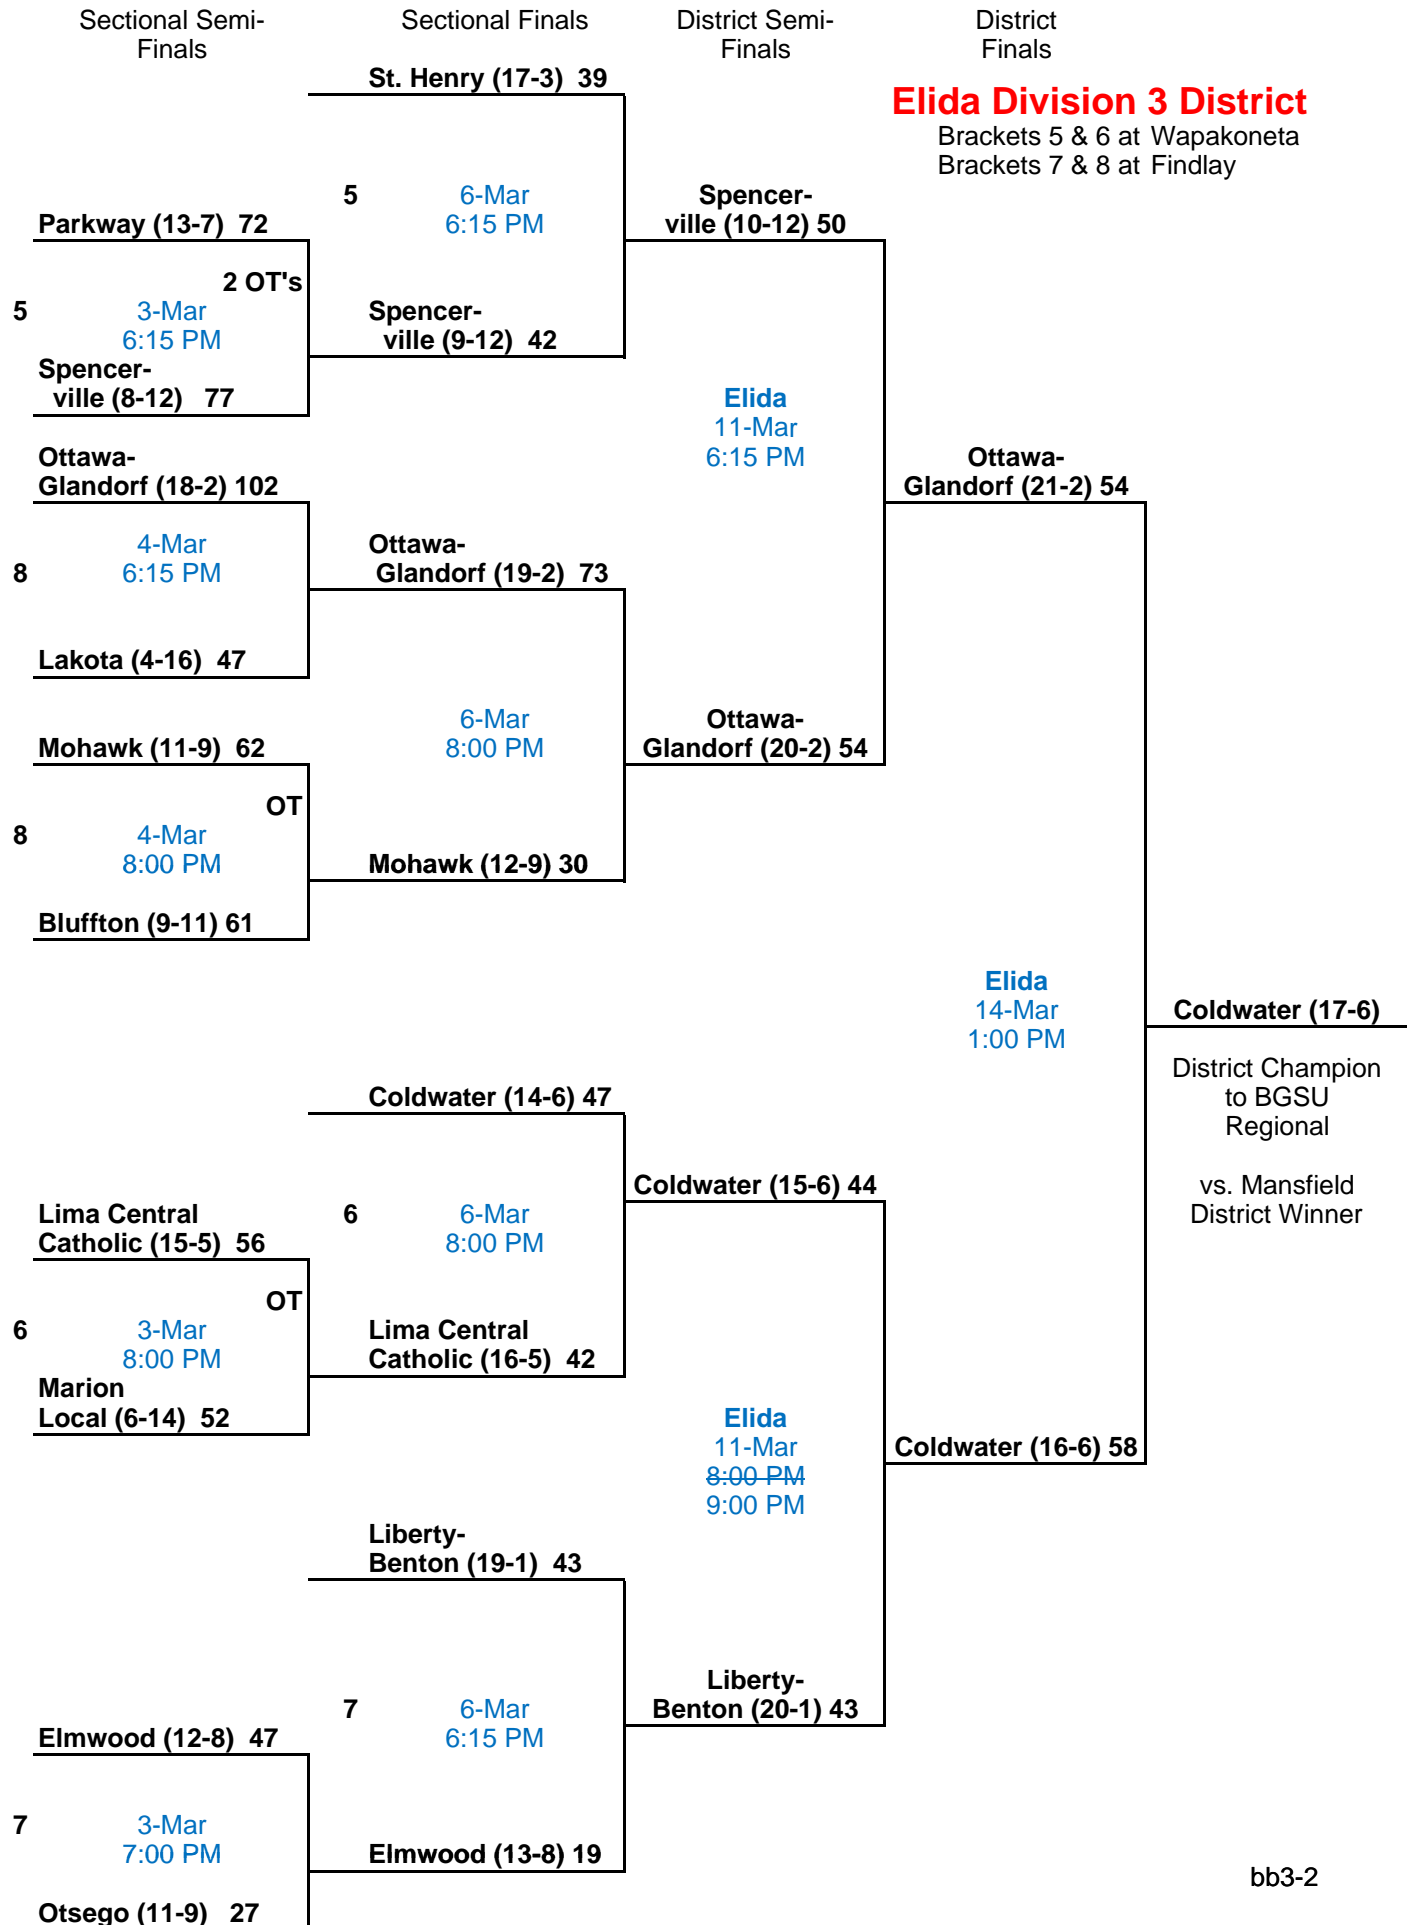 Sectional Semi-
Finals
Sectional Finals
District Semi-
Finals
District
Finals
St. Henry (17-3) 39
Elida Division 3 District
Brackets 5 & 6 at Wapakoneta
Brackets 7 & 8 at Findlay
5
6-Mar
6:15 PM
Spencer-
ville (10-12) 50
Parkway (13-7) 72
2 OT's
5
3-Mar
6:15 PM
Spencer-
ville (9-12) 42
Spencer-
ville (8-12) 77
Elida
11-Mar
6:15 PM
Ottawa-
Glandorf (18-2) 102
Ottawa-
Glandorf (21-2) 54
8
4-Mar
6:15 PM
Ottawa-
Glandorf (19-2) 73
Lakota (4-16) 47
6-Mar
8:00 PM
Ottawa-
Glandorf (20-2) 54
Mohawk (11-9) 62
OT
8
4-Mar
8:00 PM
Mohawk (12-9) 30
Bluffton (9-11) 61
Elida
14-Mar
1:00 PM
Coldwater (17-6)
District Champion
to BGSU
Regional
vs. Mansfield
District Winner
Coldwater (14-6) 47
Coldwater (15-6) 44
Lima Central
Catholic (15-5) 56
6
6-Mar
8:00 PM
OT
6
3-Mar
8:00 PM
Lima Central
Catholic (16-5) 42
Marion
Local (6-14) 52
Elida
11-Mar
8:00 PM
9:00 PM
Coldwater (16-6) 58
Liberty-
Benton (19-1) 43
Liberty-
Benton (20-1) 43
7
6-Mar
6:15 PM
Elmwood (12-8) 47
7
3-Mar
7:00 PM
Elmwood (13-8) 19
bb3-2
Otsego (11-9) 27